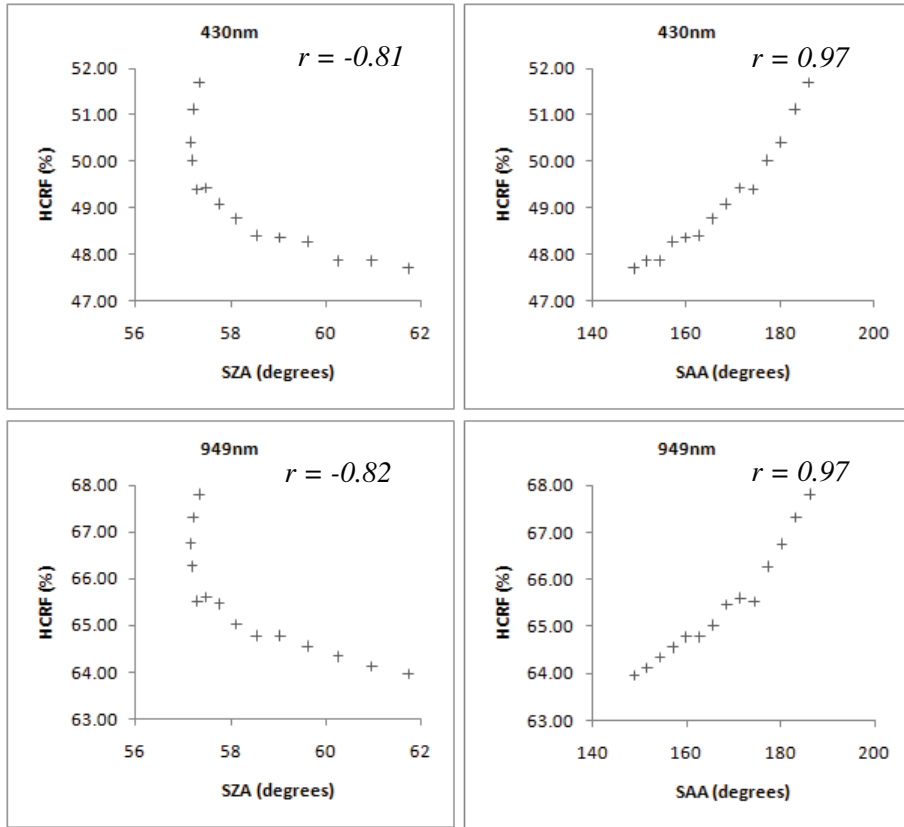 430nm
r = -0.81
52.00
51.00
50.00
49.00
48.00
47.00
HCRF (%)
56 58 60 62
SZA (degrees)
430nm
r = 0.97
52.00
51.00
50.00
49.00
48.00
47.00
HCRF (%)
140 160 180 200
SAA (degrees)
949nm
r = -0.82
68.00
67.00
66.00
65.00
64.00
63.00
HCRF (%)
56 58 60 62
SZA (degrees)
949nm
r = 0.97
68.00
67.00
66.00
65.00
64.00
63.00
HCRF (%)
140 160 180 200
SAA (degrees)